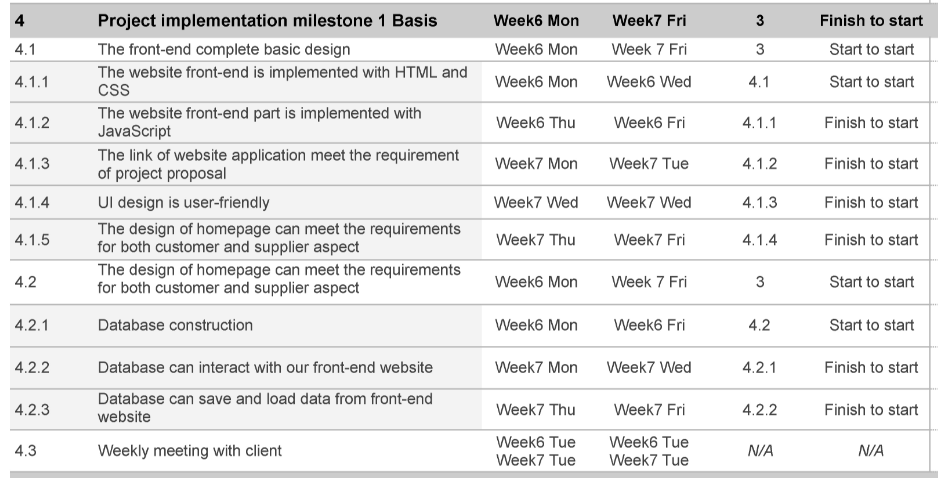 4 Project implementation milestone 1 Basis Week6 Mon Week7 Fri 3 Finish to start
4.1 The front-end complete basic design Week6 Mon Week 7 Fri 3 Start to start
4.1.1 The website front-end is implemented with HTML and CSS Week6 Mon Week6 Wed 4.1 Start to start
4.1.2 The website front-end part is implemented with JavaScript Week6 Thu Week6 Fri 4.1.1 Finish to start
4.1.3 The link of website application meet the requirement of project proposal Week7 Mon Week7 Tue 4.1.2 Finish to start
4.1.4 UI design is user-friendly Week7 Wed Week7 Wed 4.1.3 Finish to start
4.1.5 The design of homepage can meet the requirements for both customer and supplier aspect Week7 Thu Week7 Fri 4.1.4 Finish to start
4.2 The design of homepage can meet the requirements for both customer and supplier aspect Week6 Mon Week 7 Fri 3 Start to start
4.2.1 Database construction Week6 Mon Week6 Fri 4.2 Start to start
4.2.2 Database can interact with our front-end website Week7 Mon Week7 Wed 4.2.1 Finish to start
4.2.3 Database can save and load data from front-end website Week7 Thu Week7 Fri 4.2.2 Finish to start
4.3 Weekly meeting with client Week6 Tue Week7 Tue Week6 Tue Week7 Tue N/A N/A